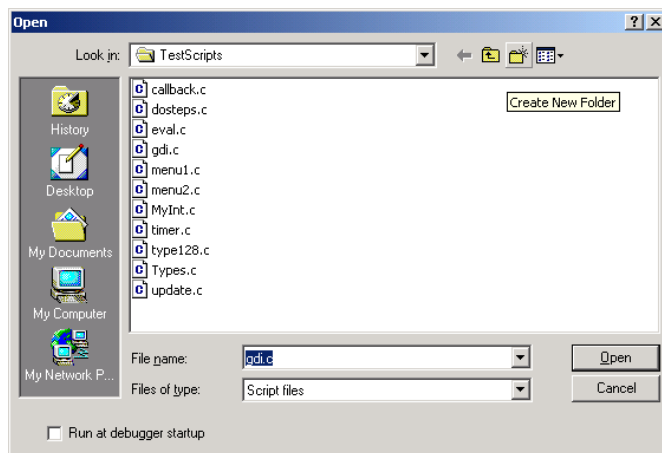 Open
Look in:
TestScripts
Create New Folder
History
Desktop
My Documents
My Computer
My Network P...
callback.c
dosteps.c
eval.c
gdi.c
menu1.c
menu2.c
MyInt.c
timer.c
type128.c
Types.c
update.c
File name:
gdi.c
Open
Files of type:
Script files
Cancel
Run at debugger startup